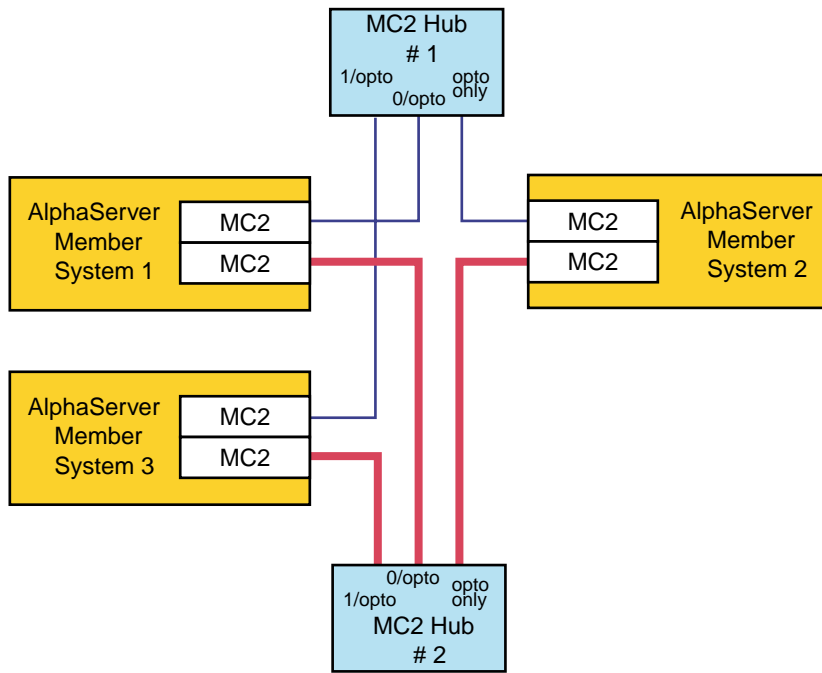 MC2 Hub
# 1
1/opto
0/opto
opto
only
AlphaServer
Member
System 1
MC2
MC2
MC2
MC2
AlphaServer
Member
System 2
AlphaServer
Member
System 3
MC2
MC2
1/opto
0/opto
opto
only
MC2 Hub
# 2